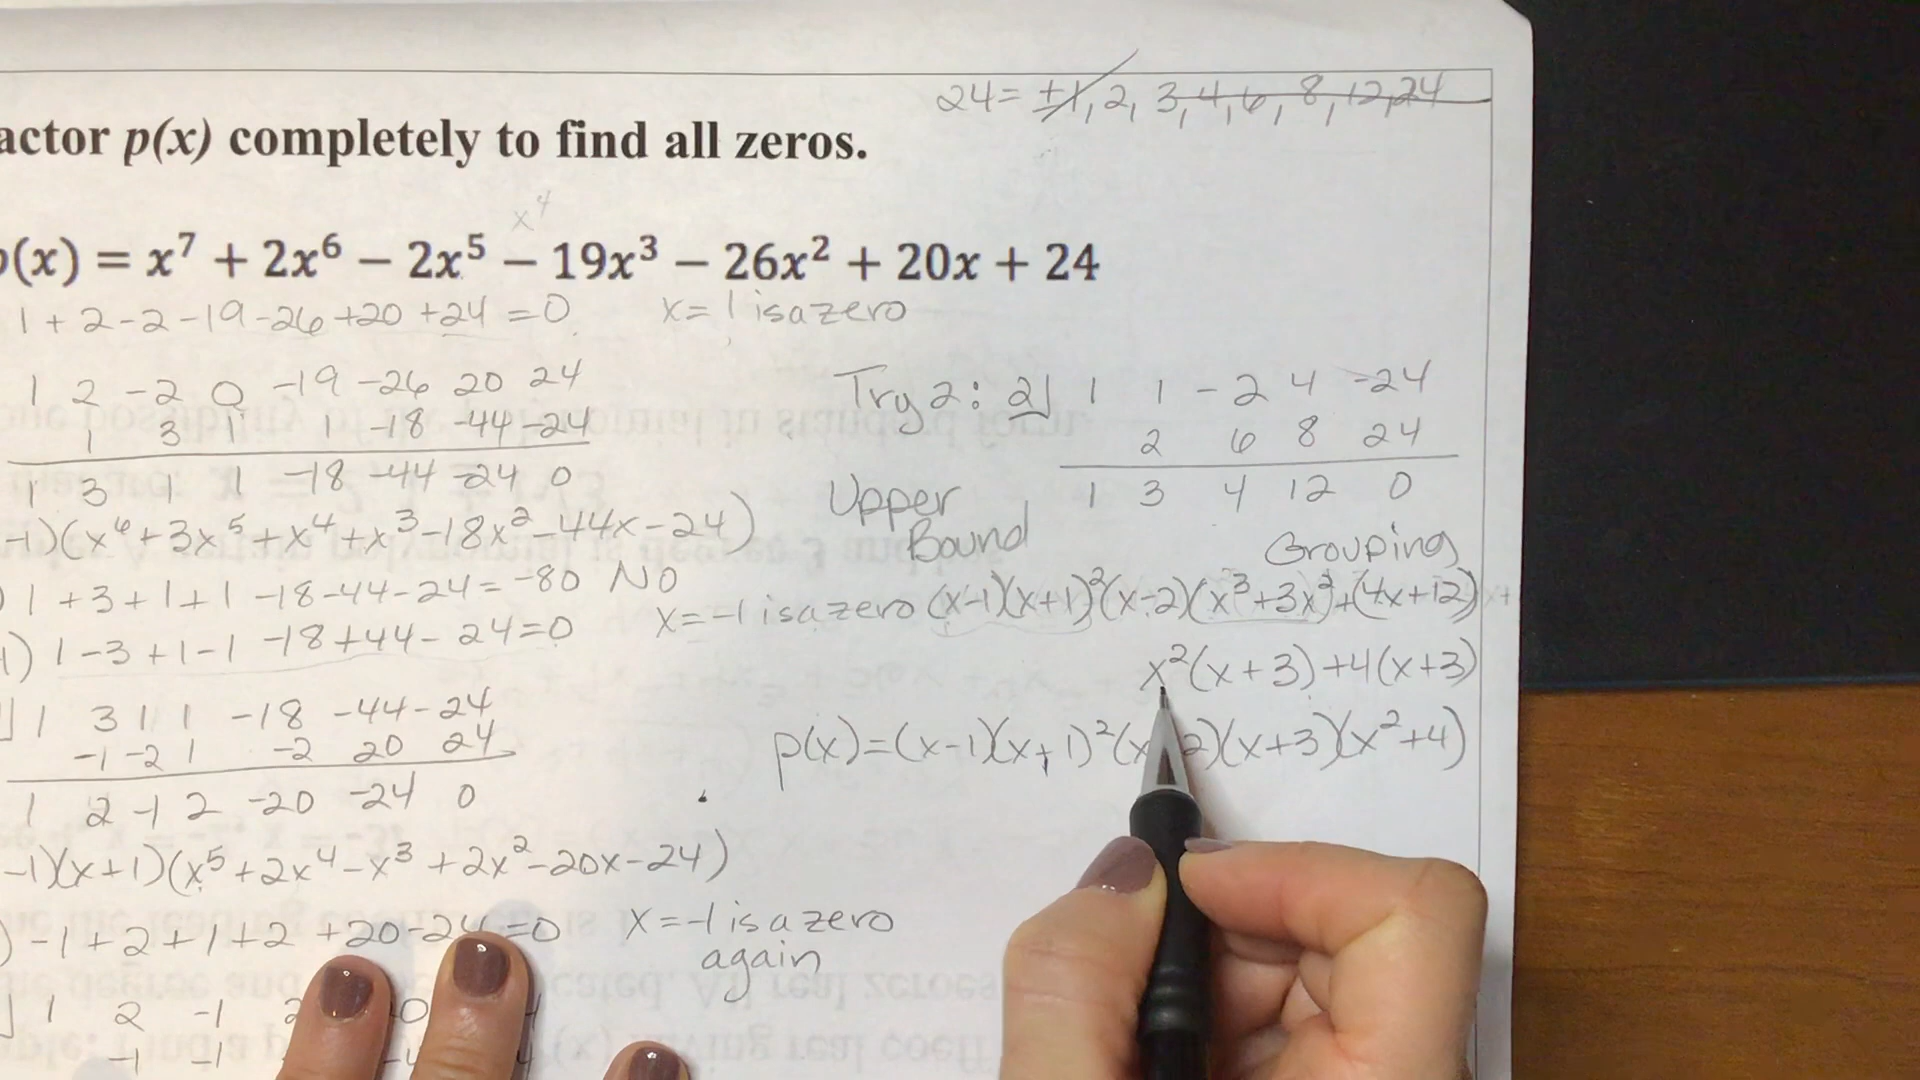 24= ±1, 2, 3, 4, 6, 8, 12, 24
actor p(x) completely to find all zeros.
x⁴
p(x) = x⁷ + 2x⁶ − 2x⁵ − 19x³ − 26x² + 20x + 24
1 + 2 - 2 - 19 - 26 + 20 + 24 = 0 x = 1 is a zero
1 2 -2 0 -19 -26 20 24
1 3 1 1 -18 -44 -24
1 3 1 1 -18 -44 -24 0
-1)(x⁶+3x⁵+x⁴+x³-18x²-44x-24)
) 1 + 3 + 1 + 1 - 18 - 44 - 24 = -80 NO
1) 1 - 3 + 1 - 1 - 18 + 44 - 24 = 0 x = -1 is a zero
1 3 1 1 -18 -44 -24
-1 -2 1 -2 20 24
1 2 -1 2 -20 -24 0
-1)(x+1)(x⁵+2x⁴-x³+2x²-20x-24)
) -1 + 2 + 1 + 2 + 20 - 24 = 0 x = -1 is a zero
again
1 2 -1
-1 -1
Try 2: 2⌋ 1 1 -2 4 -24
2 6 8 24
1 3 4 12 0
Upper
Bound
Grouping
(x-1)(x+1)²(x-2)(x³+3x²+(4x+12)
x²(x+3)+4(x+3)
p(x)=(x-1)(x+1)²(x-2)(x+3)(x²+4)